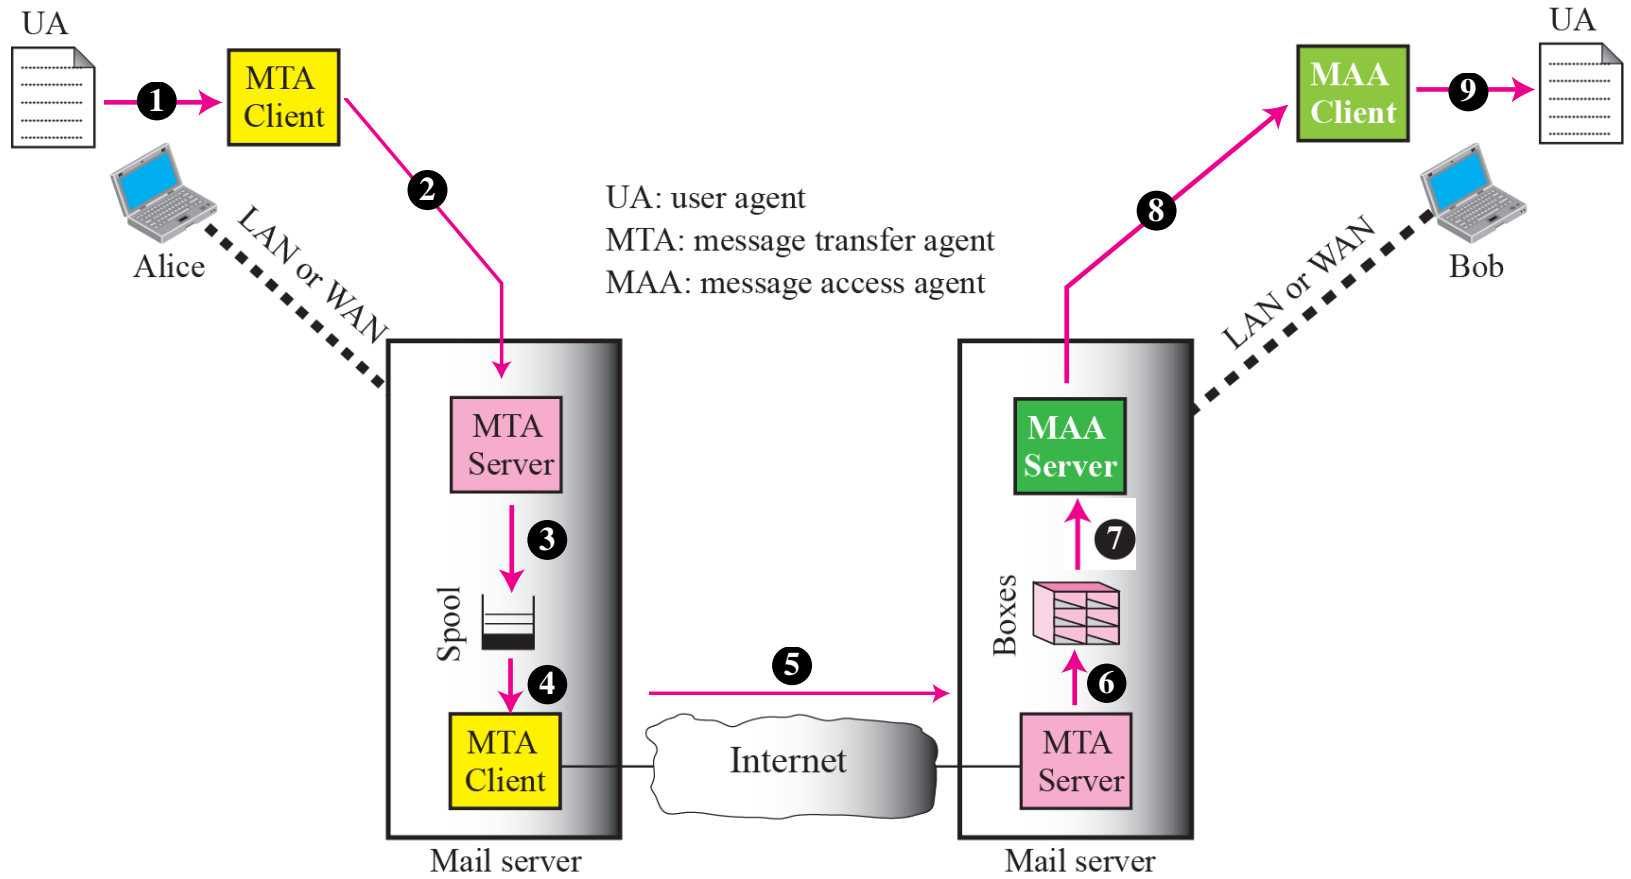 UA
1
MTA
Client
2
Alice
LAN or WAN
UA: user agent
MTA: message transfer agent
MAA: message access agent
MAA
Client
9
UA
8
Bob
LAN or WAN
MTA
Server
3
Spool
4
MTA
Client
Mail server
5
Internet
MAA
Server
7
Boxes
6
MTA
Server
Mail server